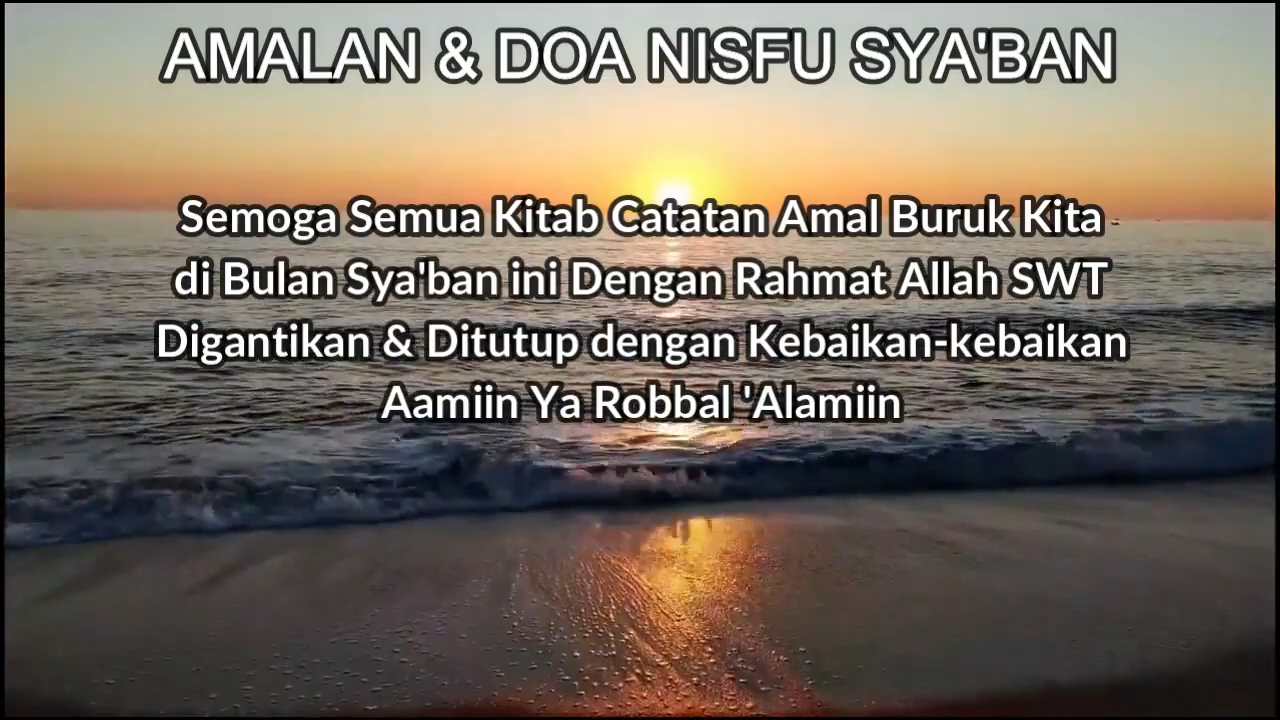 AMALAN & DOA NISFU SYA'BAN
Semoga Semua Kitab Catatan Amal Buruk Kita
di Bulan Sya'ban ini Dengan Rahmat Allah SWT
Digantikan & Ditutup dengan Kebaikan-kebaikan
Aamiin Ya Robbal 'Alamiin